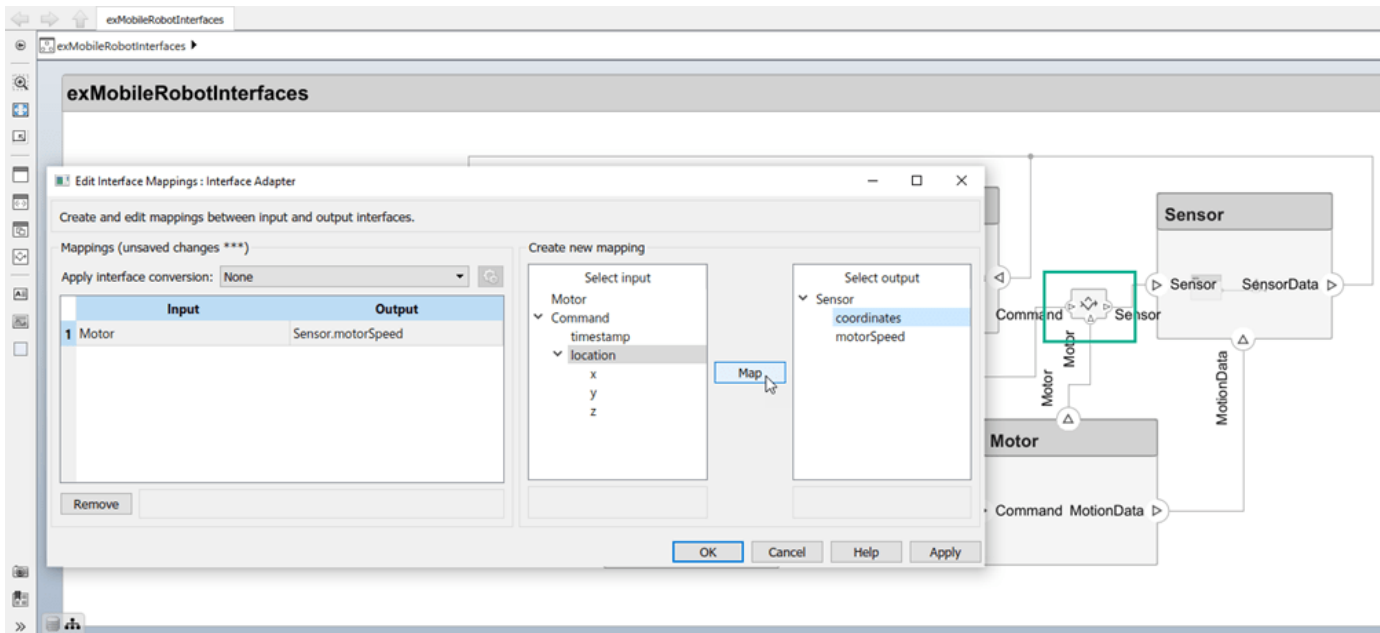 exMobileRobotInterfaces
exMobileRobotInterfaces
exMobileRobotInterfaces
Edit Interface Mappings : Interface Adapter
Create and edit mappings between input and output interfaces.
Mappings (unsaved changes ***)
Apply interface conversion: None
Input Output
1 Motor Sensor.motorSpeed
Remove
Create new mapping
Select input
Motor
Command
timestamp
location
x
y
z
Map
Select output
Sensor
coordinates
motorSpeed
OK Cancel Help Apply
Sensor
Sensor SensorData
Command Sensor
Motor
Motor
MotionData
Motor
Command MotionData